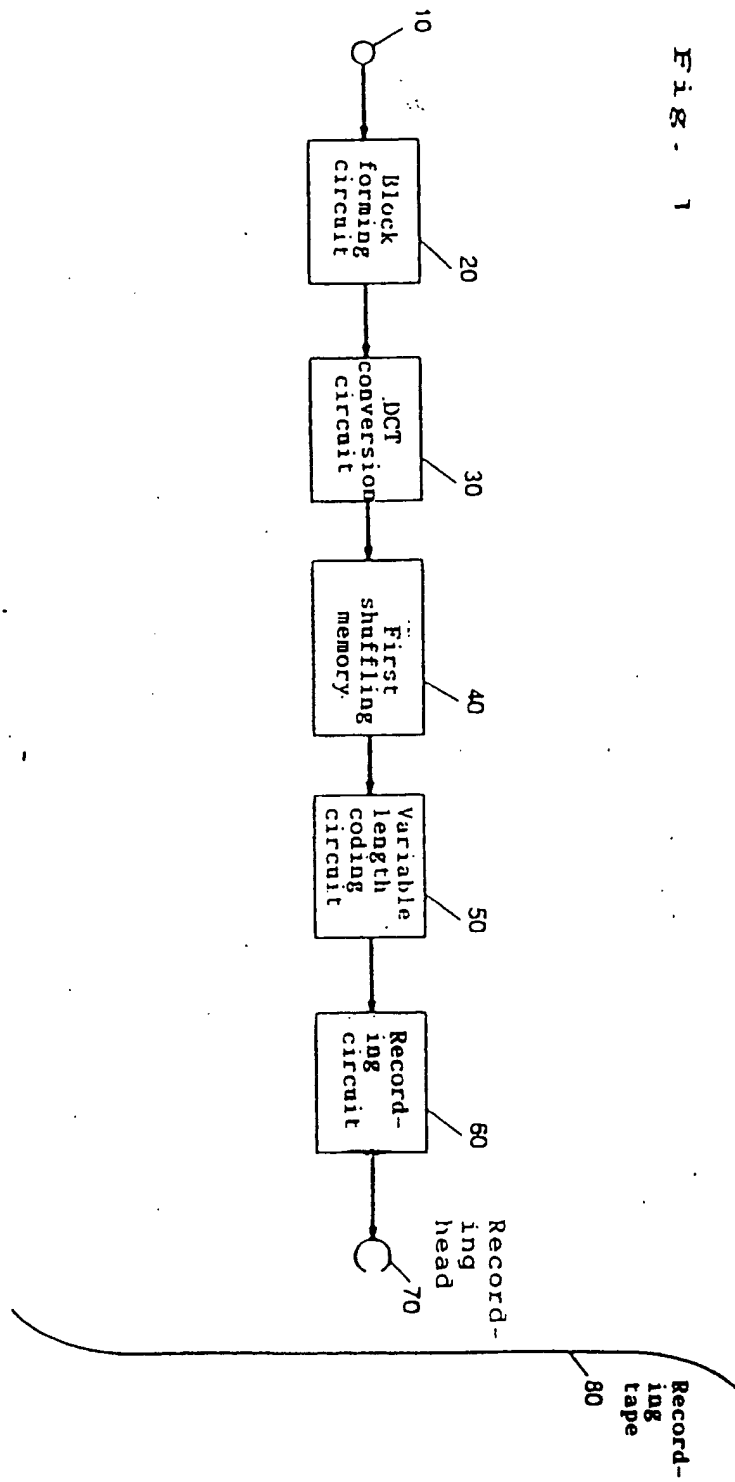 Fig. 1
10
Block
forming
circuit
20
DCT
conversion
circuit
30
First
shuffling
memory
40
Variable
length
coding
circuit
50
Record-
ing
circuit
60
Record-
ing
head
70
Record-
ing
tape
80